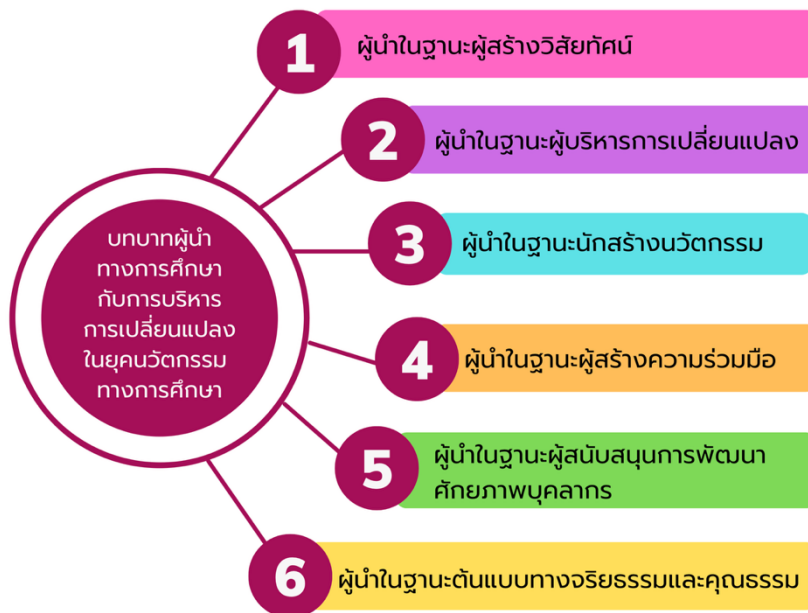 บทบาทผู้นำ
ทางการศึกษา
กับการบริหาร
การเปลี่ยนแปลง
ในยุคนวัตกรรม
ทางการศึกษา
1
ผู้นำในฐานะผู้สร้างวิสัยทัศน์
2
ผู้นำในฐานะผู้บริหารการเปลี่ยนแปลง
3
ผู้นำในฐานะนักสร้างนวัตกรรม
4
ผู้นำในฐานะผู้สร้างความร่วมมือ
5
ผู้นำในฐานะผู้สนับสนุนการพัฒนา
ศักยภาพบุคลากร
6
ผู้นำในฐานะต้นแบบทางจริยธรรมและคุณธรรม